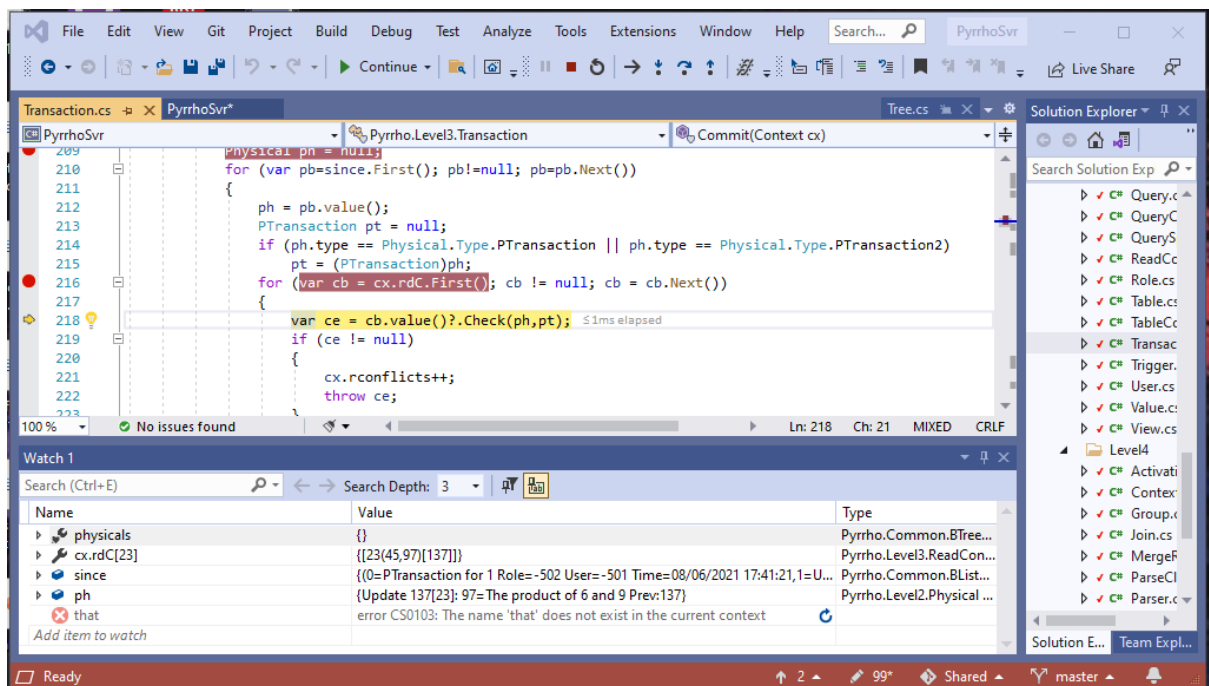 File Edit View Git Project Build Debug Test Analyze Tools Extensions Window Help Search... PyrrhoSvr
Continue Live Share
Transaction.cs PyrrhoSvr* Tree.cs
PyrrhoSvr Pyrrho.Level3.Transaction Commit(Context cx)
209 Physical ph = null;
210 for (var pb=since.First(); pb!=null; pb=pb.Next())
211 {
212 ph = pb.value();
213 PTransaction pt = null;
214 if (ph.type == Physical.Type.PTransaction || ph.type == Physical.Type.PTransaction2)
215 pt = (PTransaction)ph;
216 for (var cb = cx.rdC.First(); cb != null; cb = cb.Next())
217 {
218 var ce = cb.value()?.Check(ph,pt); ≤1ms elapsed
219 if (ce != null)
220 {
221 cx.rconflicts++;
222 throw ce;
223 }
100 % No issues found Ln: 218 Ch: 21 MIXED CRLF
Watch 1
Search (Ctrl+E) Search Depth: 3
Name Value Type
physicals {} Pyrrho.Common.BTree...
cx.rdC[23] {[23(45,97)[137]]} Pyrrho.Level3.ReadCon...
since {(0=PTransaction for 1 Role=-502 User=-501 Time=08/06/2021 17:41:21,1=U... Pyrrho.Common.BList...
ph {Update 137[23]: 97=The product of 6 and 9 Prev:137} Pyrrho.Level2.Physical ...
that error CS0103: The name 'that' does not exist in the current context
Add item to watch
Solution Explorer
Search Solution Exp
C# Query.c
C# QueryC
C# QueryS
C# ReadCo
C# Role.cs
C# Table.cs
C# TableCo
C# Transac
C# Trigger.
C# User.cs
C# Value.cs
C# View.cs
Level4
C# Activati
C# Contex
C# Group.c
C# Join.cs
C# MergeR
C# ParseCl
C# Parser.c
Solution E... Team Expl...
Ready 2 99* Shared master